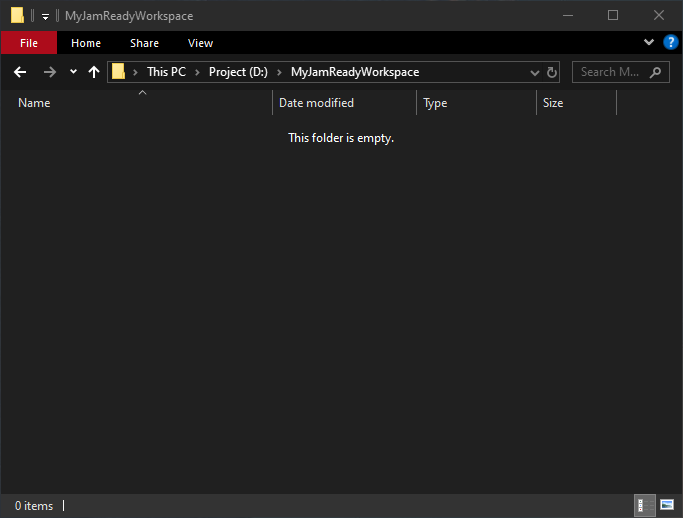 MyJamReadyWorkspace
File Home Share View
This PC Project (D:) MyJamReadyWorkspace Search M...
Name Date modified Type Size
This folder is empty.
0 items